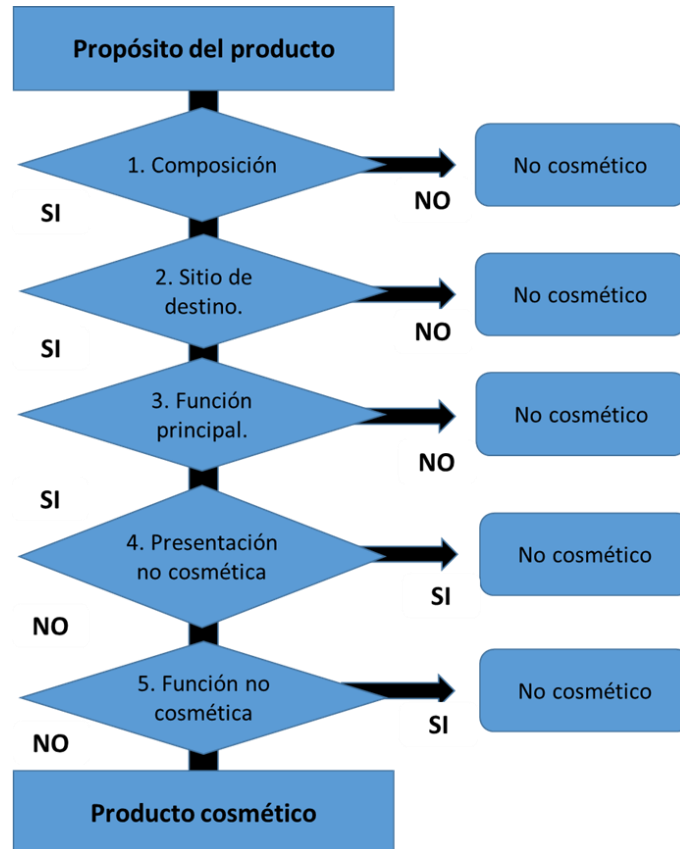 Propósito del producto
1. Composición
No cosmético
SI
NO
2. Sitio de
destino.
No cosmético
SI
NO
3. Función
principal.
No cosmético
NO
SI
4. Presentación
no cosmética
No cosmético
SI
NO
5. Función no
cosmética
No cosmético
SI
NO
Producto cosmético